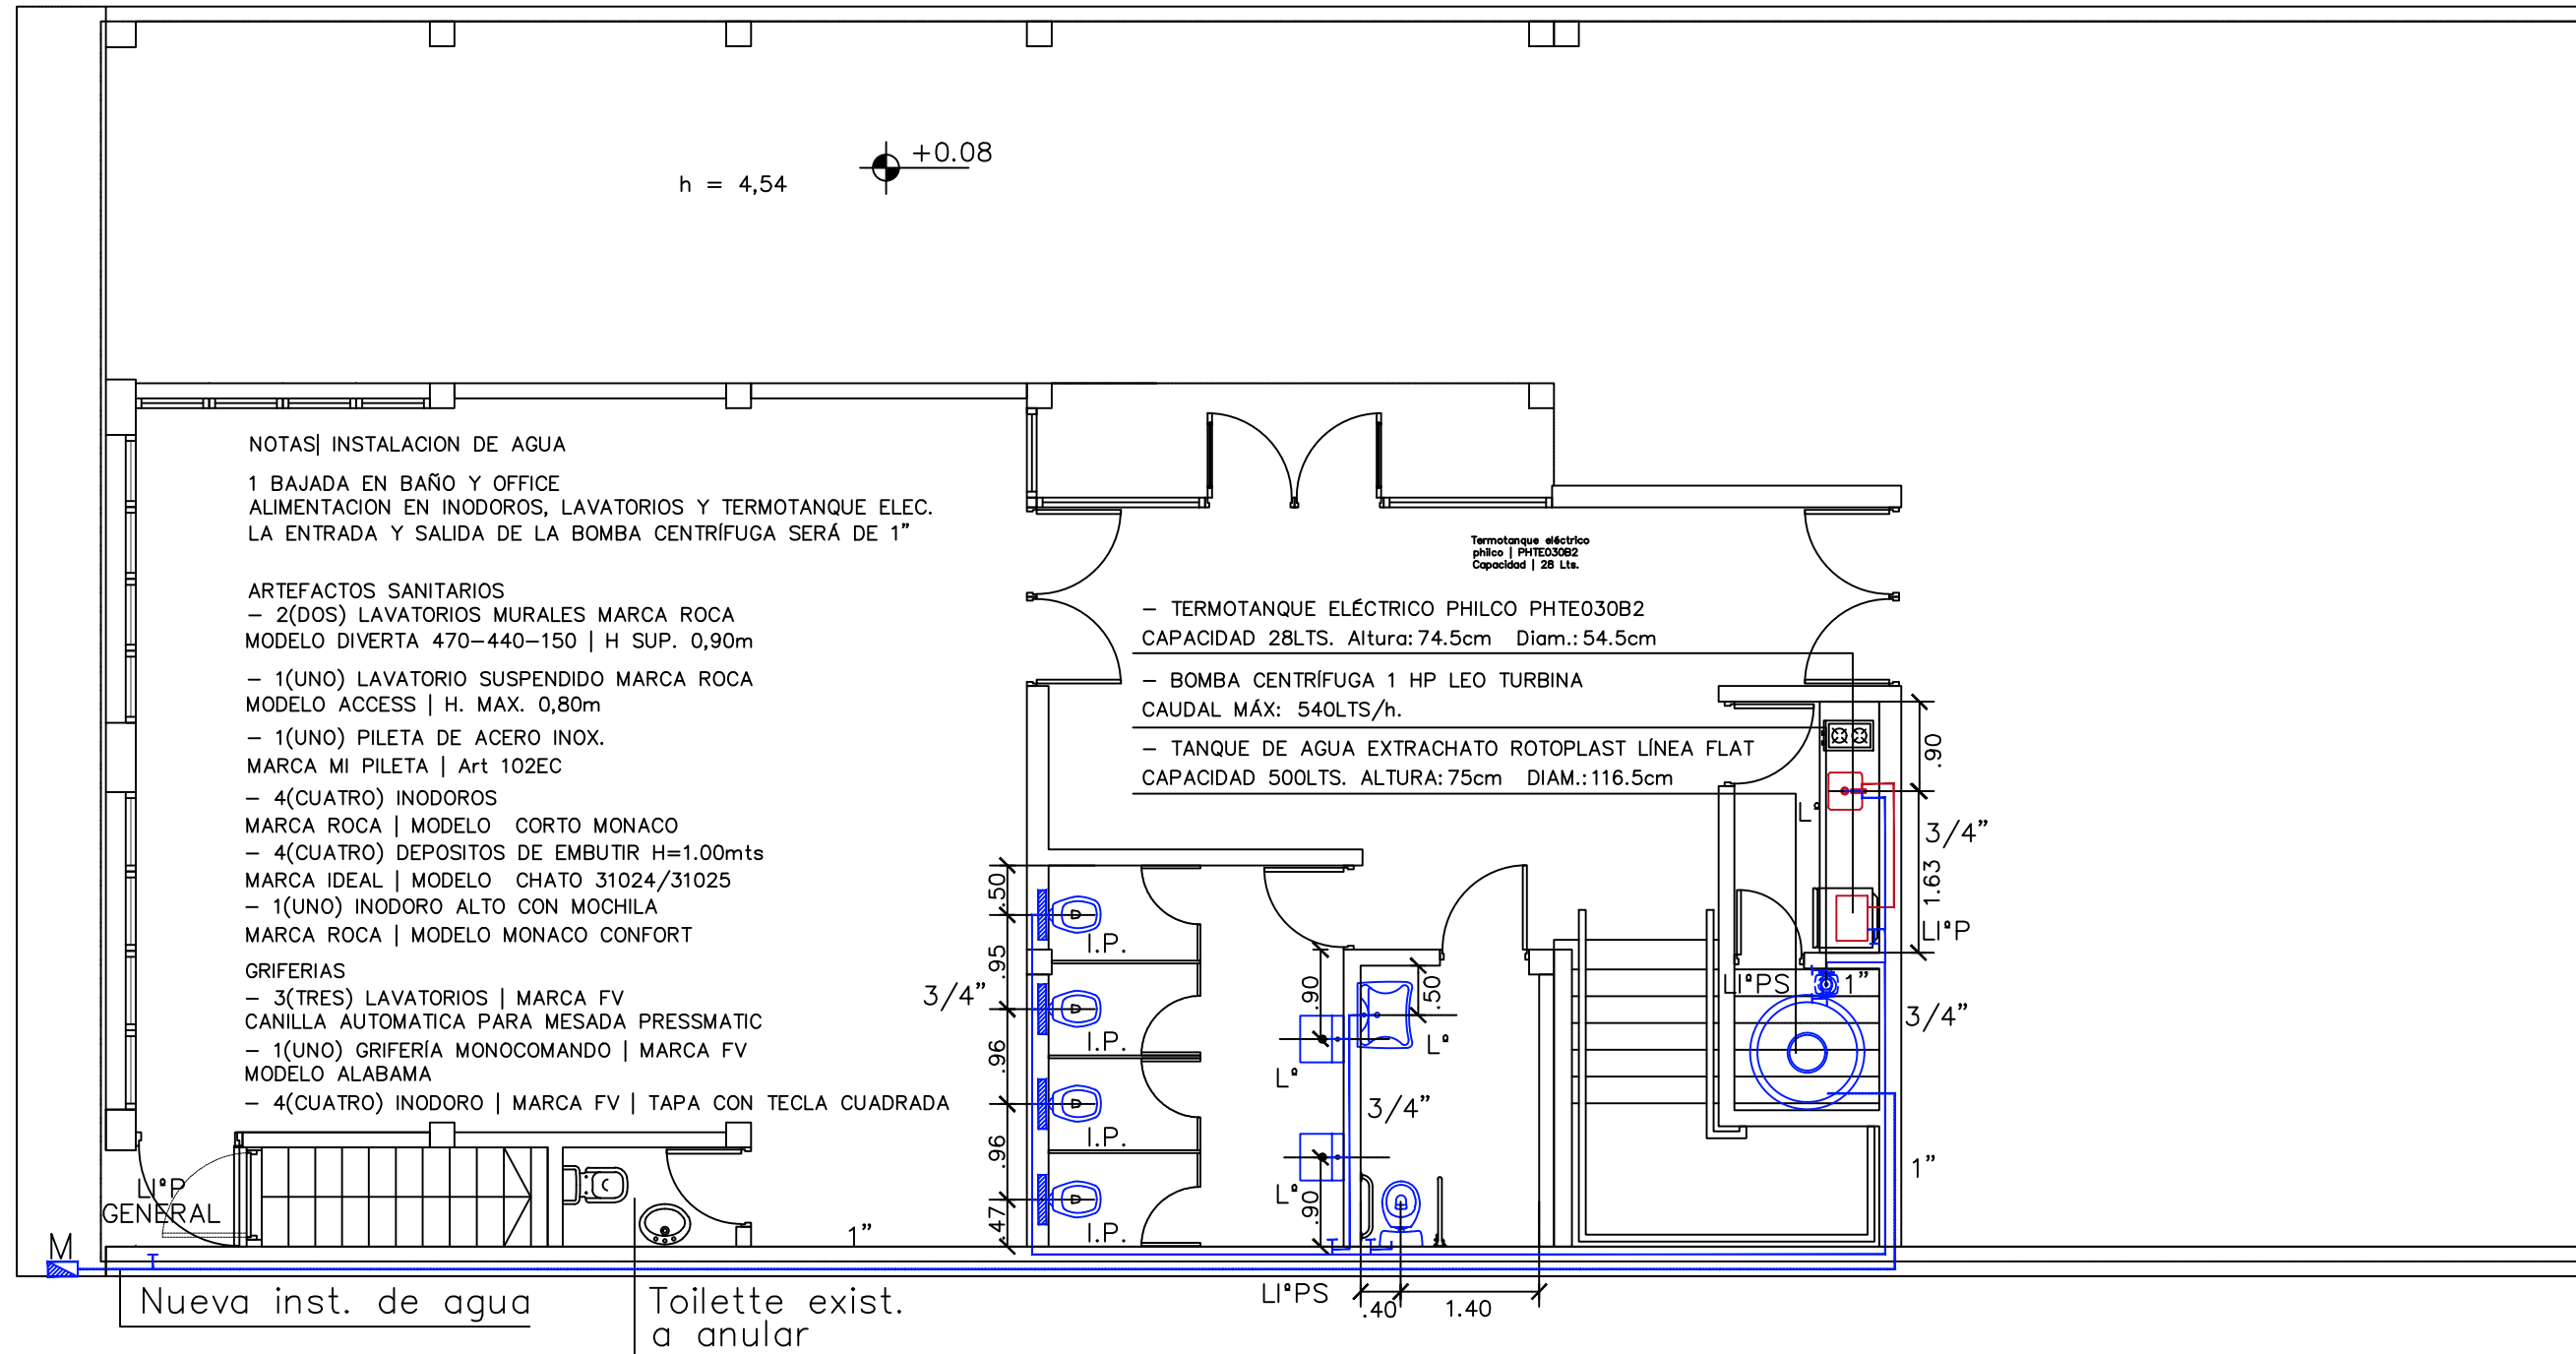 +0.08
h = 4,54
NOTAS| INSTALACION DE AGUA
1 BAJADA EN BAÑO Y OFFICE
ALIMENTACION EN INODOROS, LAVATORIOS Y TERMOTANQUE ELEC.
LA ENTRADA Y SALIDA DE LA BOMBA CENTRÍFUGA SERÁ DE 1”
ARTEFACTOS SANITARIOS
– 2(DOS) LAVATORIOS MURALES MARCA ROCA
MODELO DIVERTA 470–440–150 | H SUP. 0,90m
– 1(UNO) LAVATORIO SUSPENDIDO MARCA ROCA
MODELO ACCESS | H. MAX. 0,80m
– 1(UNO) PILETA DE ACERO INOX.
MARCA MI PILETA | Art 102EC
– 4(CUATRO) INODOROS
MARCA ROCA | MODELO CORTO MONACO
– 4(CUATRO) DEPOSITOS DE EMBUTIR H=1.00mts
MARCA IDEAL | MODELO CHATO 31024/31025
– 1(UNO) INODORO ALTO CON MOCHILA
MARCA ROCA | MODELO MONACO CONFORT
GRIFERIAS
– 3(TRES) LAVATORIOS | MARCA FV
CANILLA AUTOMATICA PARA MESADA PRESSMATIC
– 1(UNO) GRIFERÍA MONOCOMANDO | MARCA FV
MODELO ALABAMA
– 4(CUATRO) INODORO | MARCA FV | TAPA CON TECLA CUADRADA
Termotanque eléctrico
philco | PHTE030B2
Capacidad | 28 Lts.
– TERMOTANQUE ELÉCTRICO PHILCO PHTE030B2
CAPACIDAD 28LTS. Altura: 74.5cm Diam.: 54.5cm
– BOMBA CENTRÍFUGA 1 HP LEO TURBINA
CAUDAL MÁX: 540LTS/h.
– TANQUE DE AGUA EXTRACHATO ROTOPLAST LÍNEA FLAT
CAPACIDAD 500LTS. ALTURA: 75cm DIAM.: 116.5cm
.90
Lº
3/4”
1.63
LlºP
.50
I.P.
.95
3/4”
I.P.
.96
I.P.
.96
I.P.
.47
.90
.50
Lº
Lº
3/4”
Lº
.90
LlºPS
1”
3/4”
1”
LlºP
GENERAL
M
1”
LlºPS
.40
1.40
Nueva inst. de agua
Toilette exist.
a anular